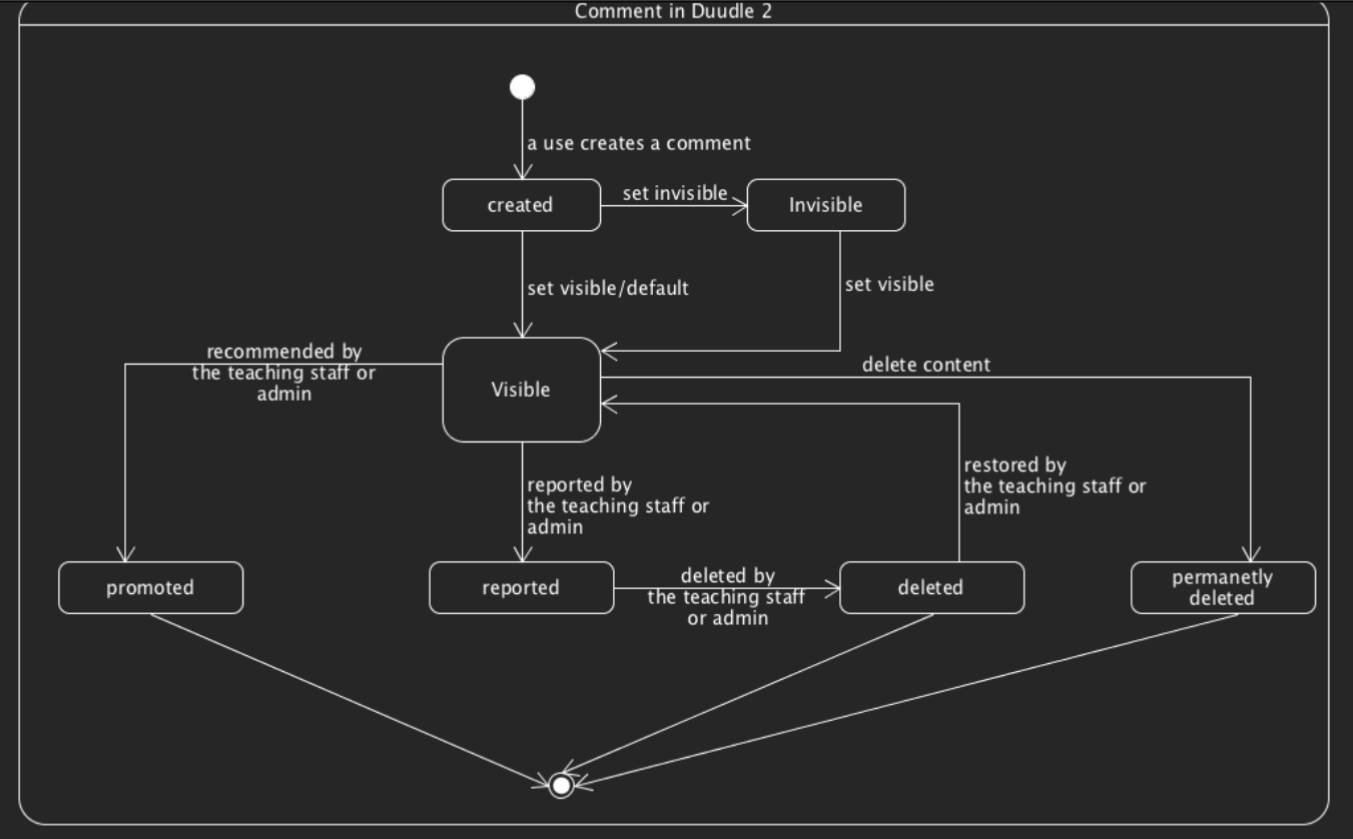 Comment in Duudle 2
a use creates a comment
created
set invisible
Invisible
set visible/default
set visible
recommended by
the teaching staff or
admin
Visible
delete content
reported by
the teaching staff or
admin
restored by
the teaching staff or
admin
promoted
reported
deleted by
the teaching staff
or admin
deleted
permanetly
deleted